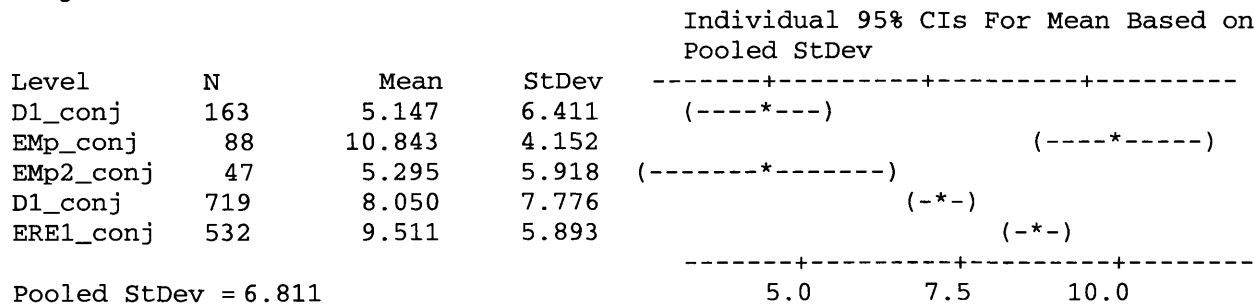 Individual 95% CIs For Mean Based on
Pooled StDev
Level N Mean StDev -------+---------+---------+---------
D1_conj 163 5.147 6.411 (----*---)
EMp_conj 88 10.843 4.152 (----*-----)
EMp2_conj 47 5.295 5.918 (-------*-------)
D1_conj 719 8.050 7.776 (-*-)
ERE1_conj 532 9.511 5.893 (-*-)
-------+---------+---------+---------
Pooled StDev = 6.811 5.0 7.5 10.0